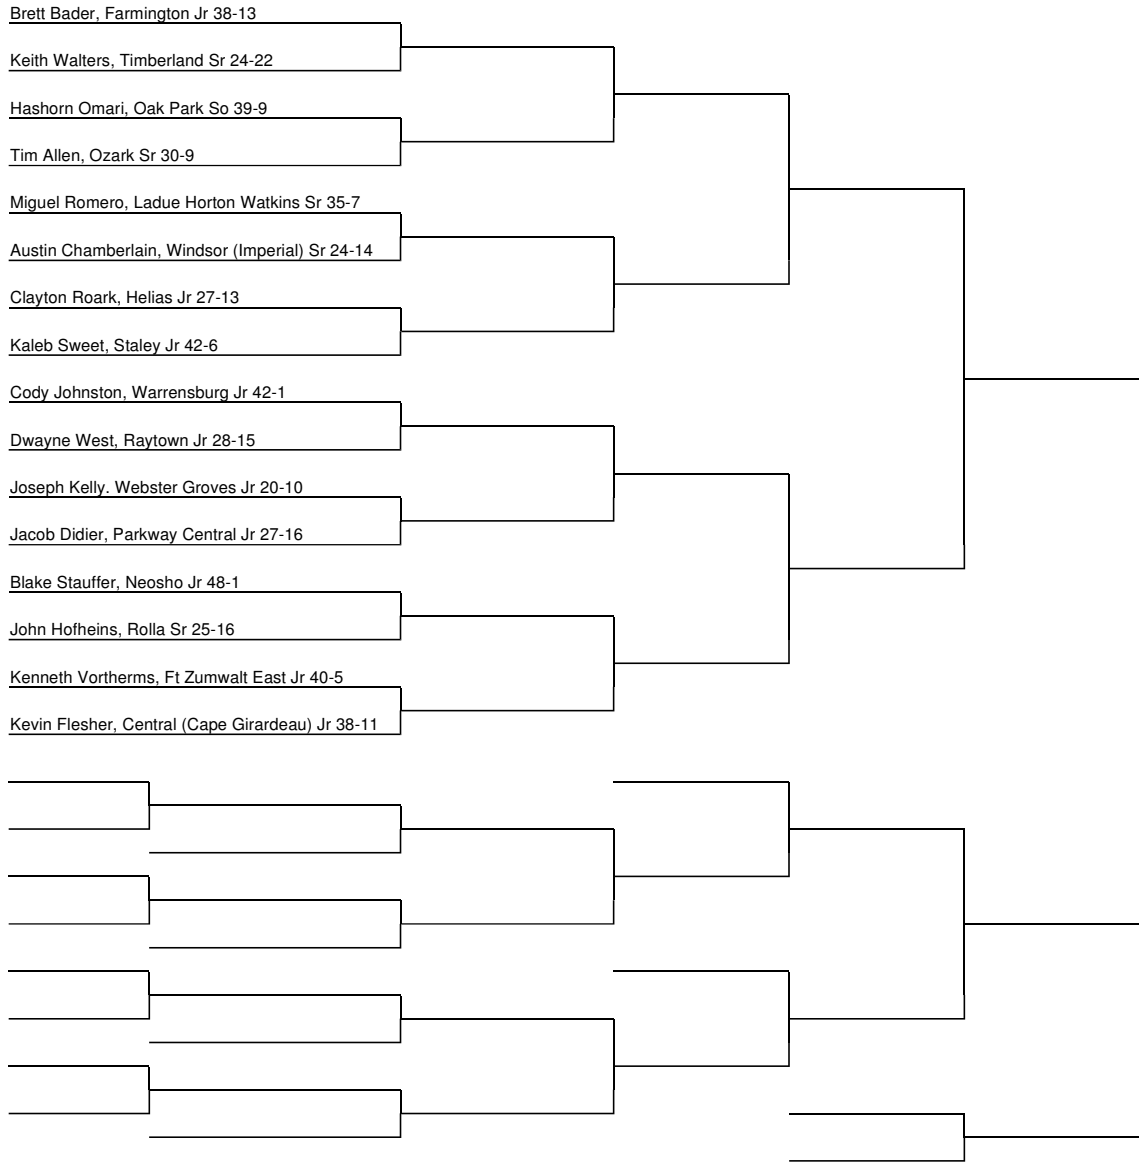 Brett Bader, Farmington Jr 38-13
Keith Walters, Timberland Sr 24-22
Hashorn Omari, Oak Park So 39-9
Tim Allen, Ozark Sr 30-9
Miguel Romero, Ladue Horton Watkins Sr 35-7
Austin Chamberlain, Windsor (Imperial) Sr 24-14
Clayton Roark, Helias Jr 27-13
Kaleb Sweet, Staley Jr 42-6
Cody Johnston, Warrensburg Jr 42-1
Dwayne West, Raytown Jr 28-15
Joseph Kelly. Webster Groves Jr 20-10
Jacob Didier, Parkway Central Jr 27-16
Blake Stauffer, Neosho Jr 48-1
John Hofheins, Rolla Sr 25-16
Kenneth Vortherms, Ft Zumwalt East Jr 40-5
Kevin Flesher, Central (Cape Girardeau) Jr 38-11